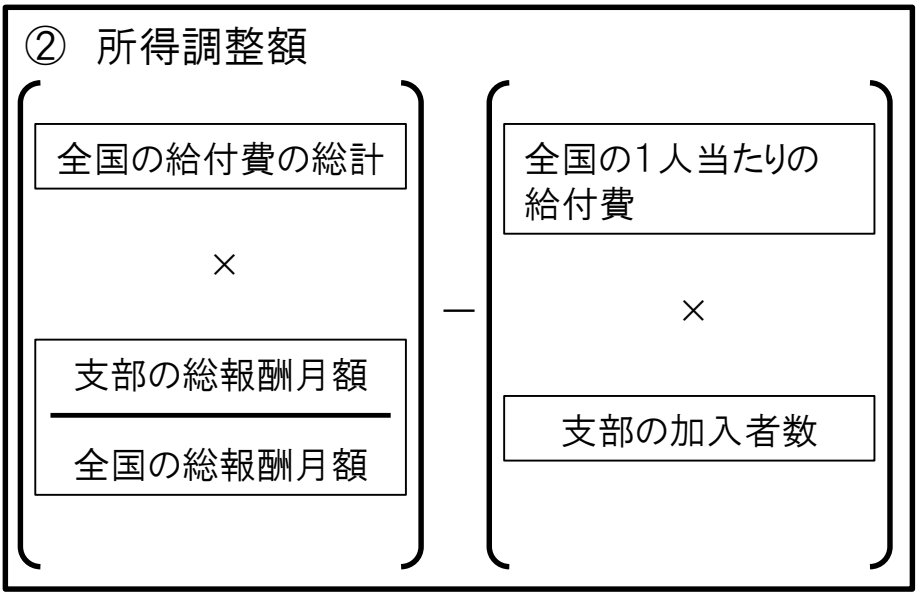 ② 所得調整額
全国の給付費の総計
×
支部の総報酬月額
全国の総報酬月額
－
全国の1人当たりの
給付費
×
支部の加入者数